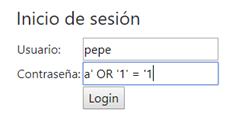 Inicio de sesión
Usuario: pepe
Contraseña: a' OR '1' = '1
Login